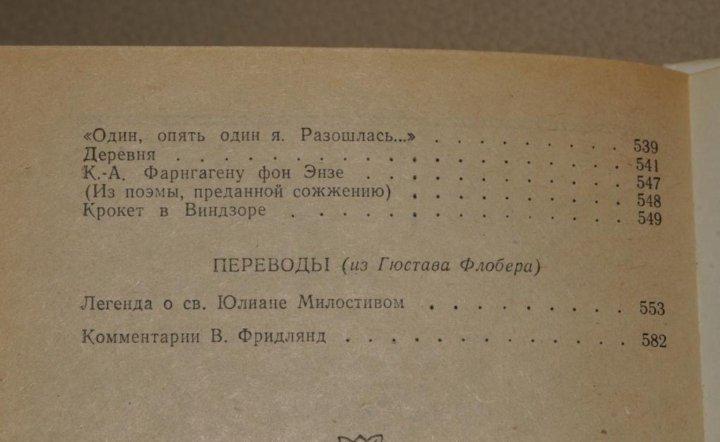 «Один, опять один я. Разошлась...» . . . . . . . . . 539
Деревня . . . . . . . . . . . . . . . . . 541
К.-А. Фарнгагену фон Энзе . . . . . . . . . . . 547
(Из поэмы, преданной сожжению) . . . . . . . . . . 548
Крокет в Виндзоре . . . . . . . . . . . . . 549
ПЕРЕВОДЫ (из Гюстава Флобера)
Легенда о св. Юлиане Милостивом . . . . . . . . . 553
Комментарии В. Фридлянд . . . . . . . . . . . . 582